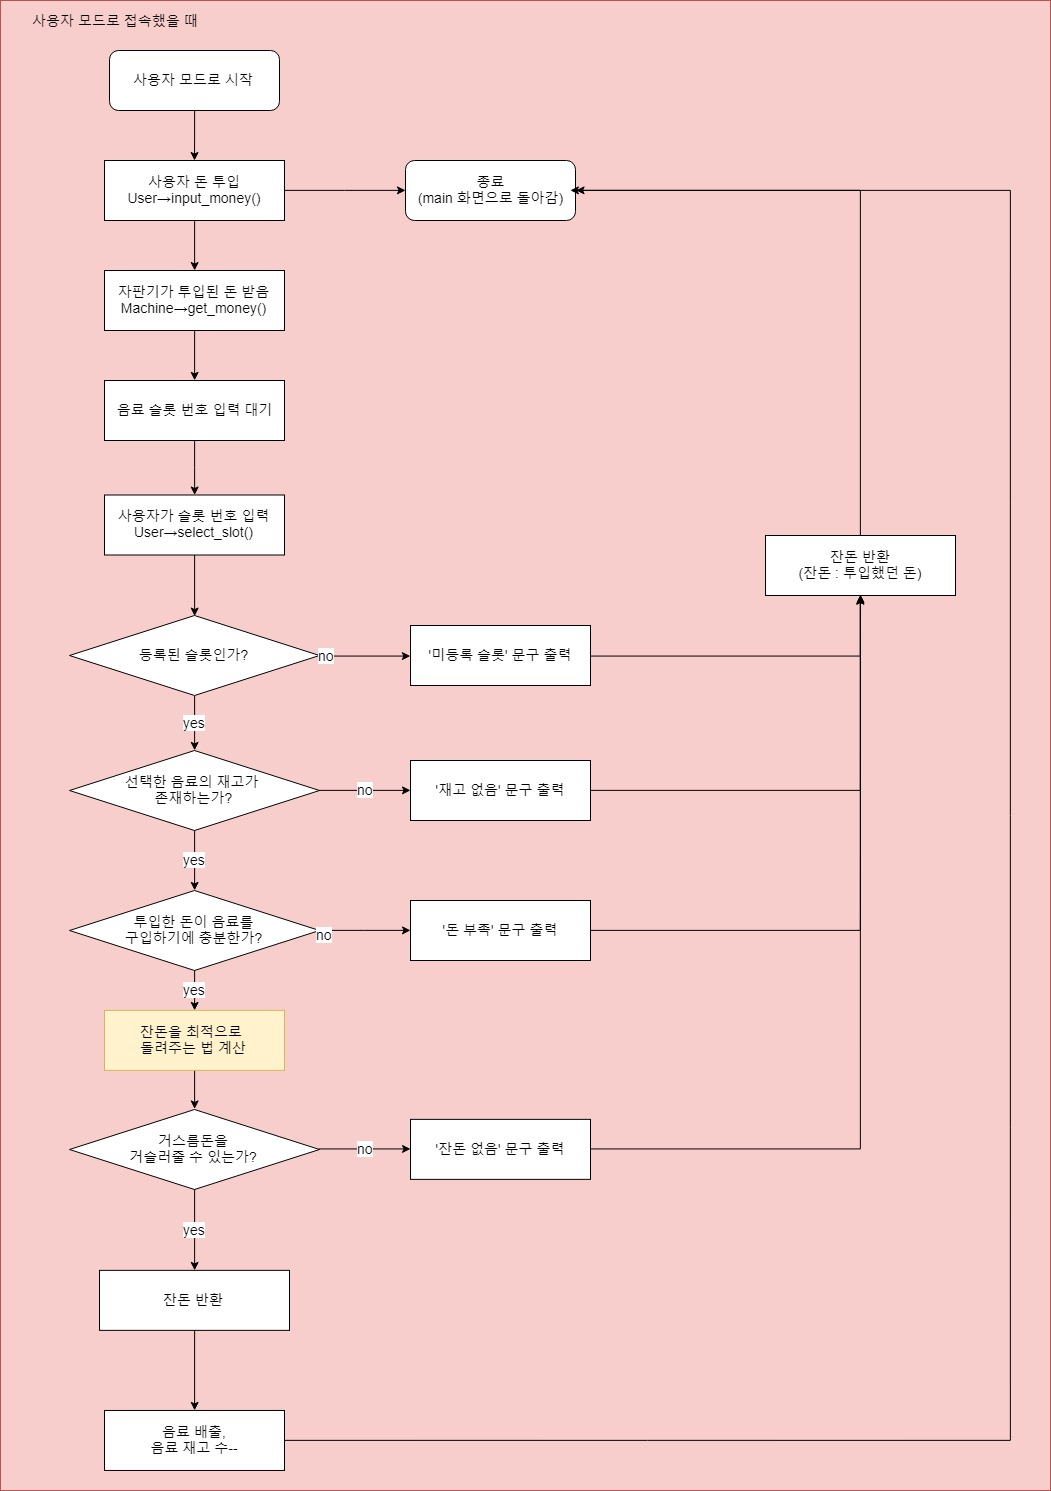 사용자 모드로 접속했을 때
사용자 모드로 시작
사용자 돈 투입
User→input_money()
종료
(main 화면으로 돌아감)
자판기가 투입된 돈 받음
Machine→get_money()
음료 슬롯 번호 입력 대기
사용자가 슬롯 번호 입력
User→select_slot()
잔돈 반환
(잔돈 : 투입했던 돈)
등록된 슬롯인가?
no
'미등록 슬롯' 문구 출력
yes
선택한 음료의 재고가
존재하는가?
no
'재고 없음' 문구 출력
yes
투입한 돈이 음료를
구입하기에 충분한가?
no
'돈 부족' 문구 출력
yes
잔돈을 최적으로
돌려주는 법 계산
거스름돈을
거슬러줄 수 있는가?
no
'잔돈 없음' 문구 출력
yes
잔돈 반환
음료 배출,
음료 재고 수--